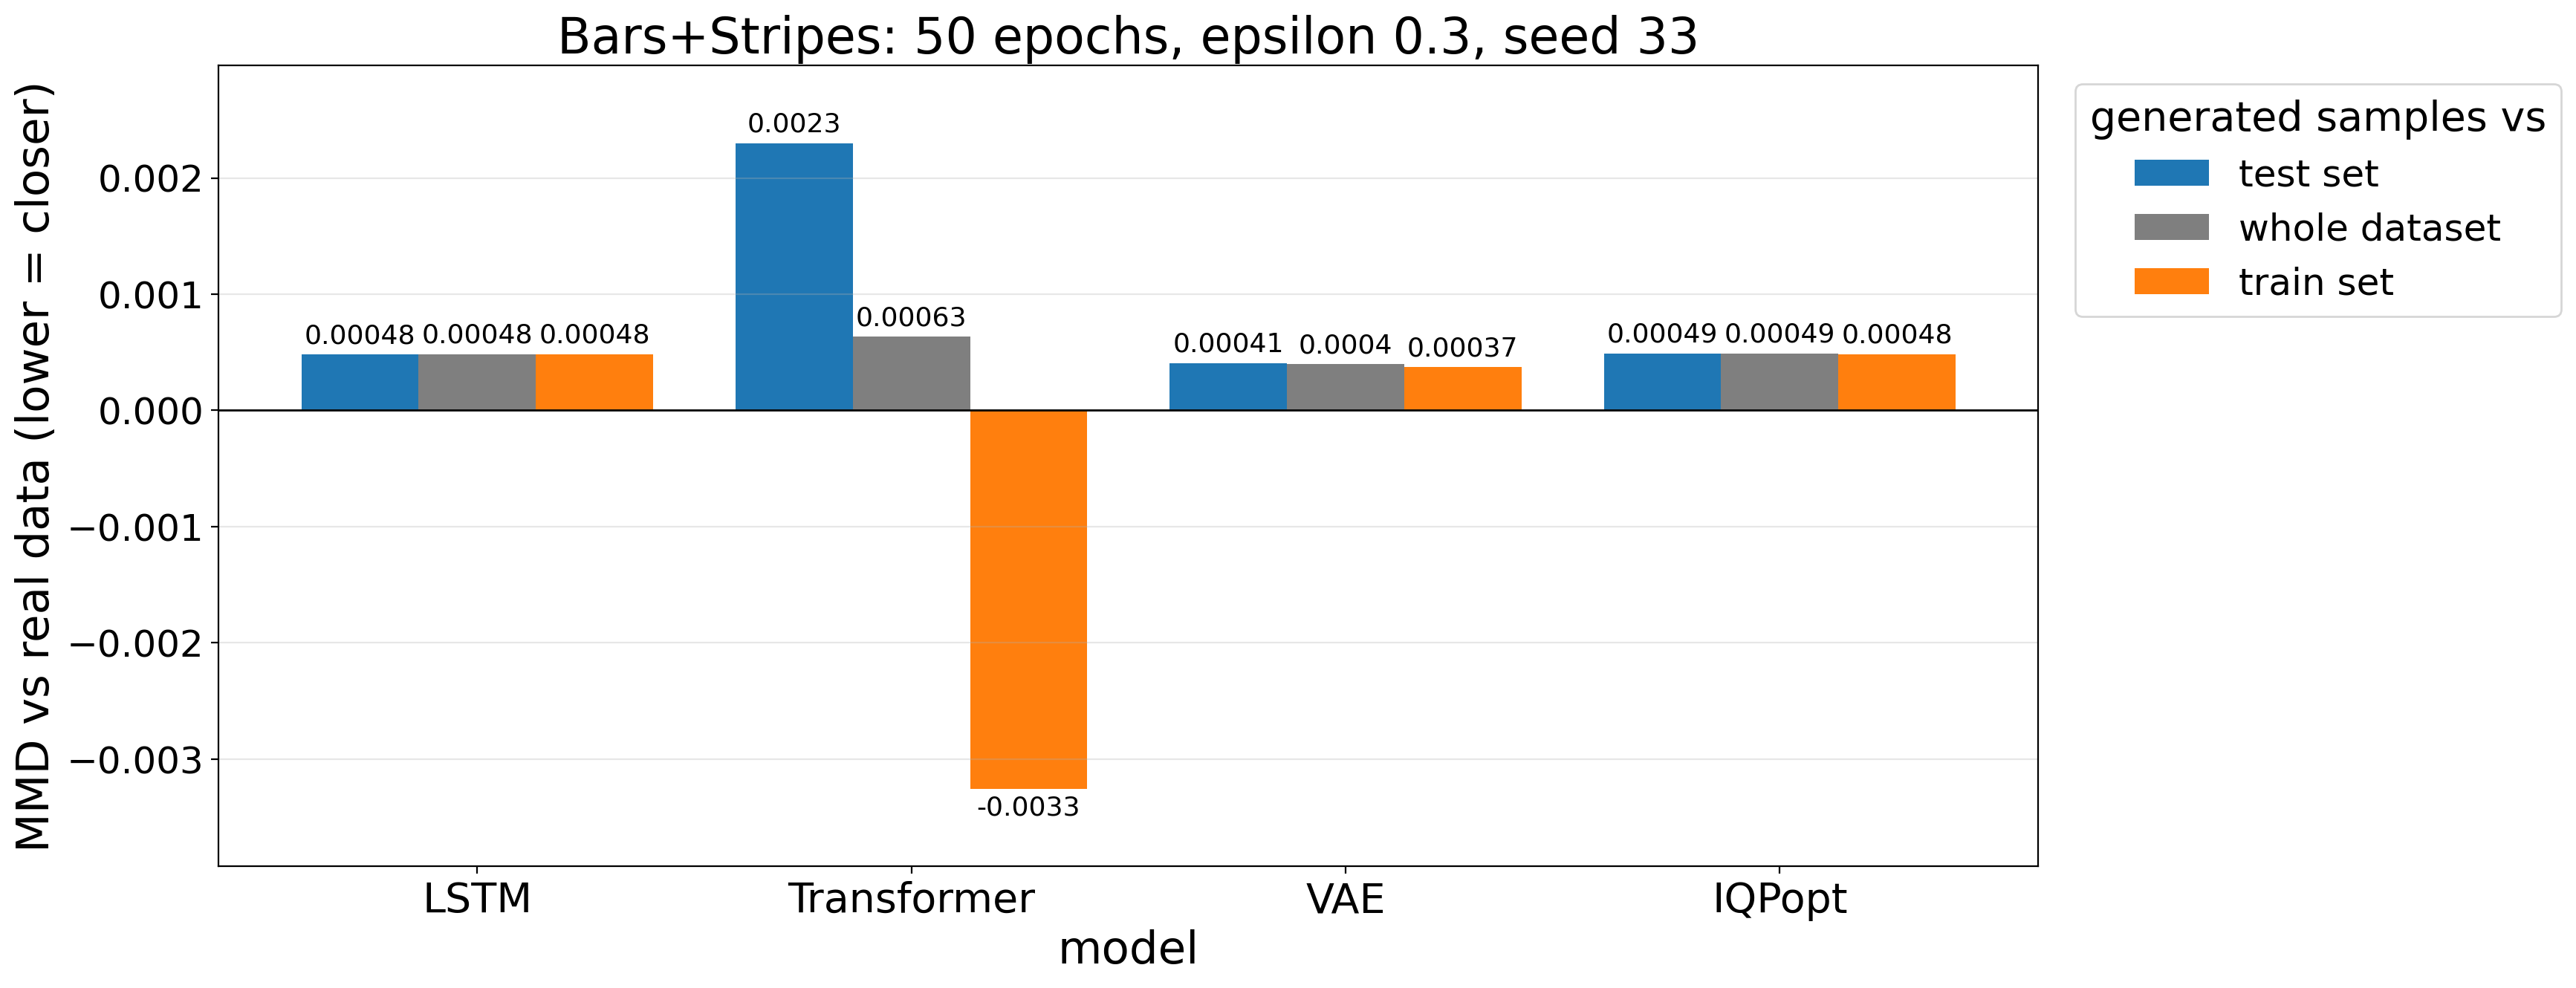 Bars+Stripes: 50 epochs, epsilon 0.3, seed 33
MMD vs real data (lower = closer)
0.002
0.001
0.000
−0.001
−0.002
−0.003
0.00048 0.00048 0.00048
0.0023
0.00063
-0.0033
0.00041 0.0004 0.00037
0.00049 0.00049 0.00048
LSTM Transformer VAE IQPopt
model
generated samples vs
test set
whole dataset
train set